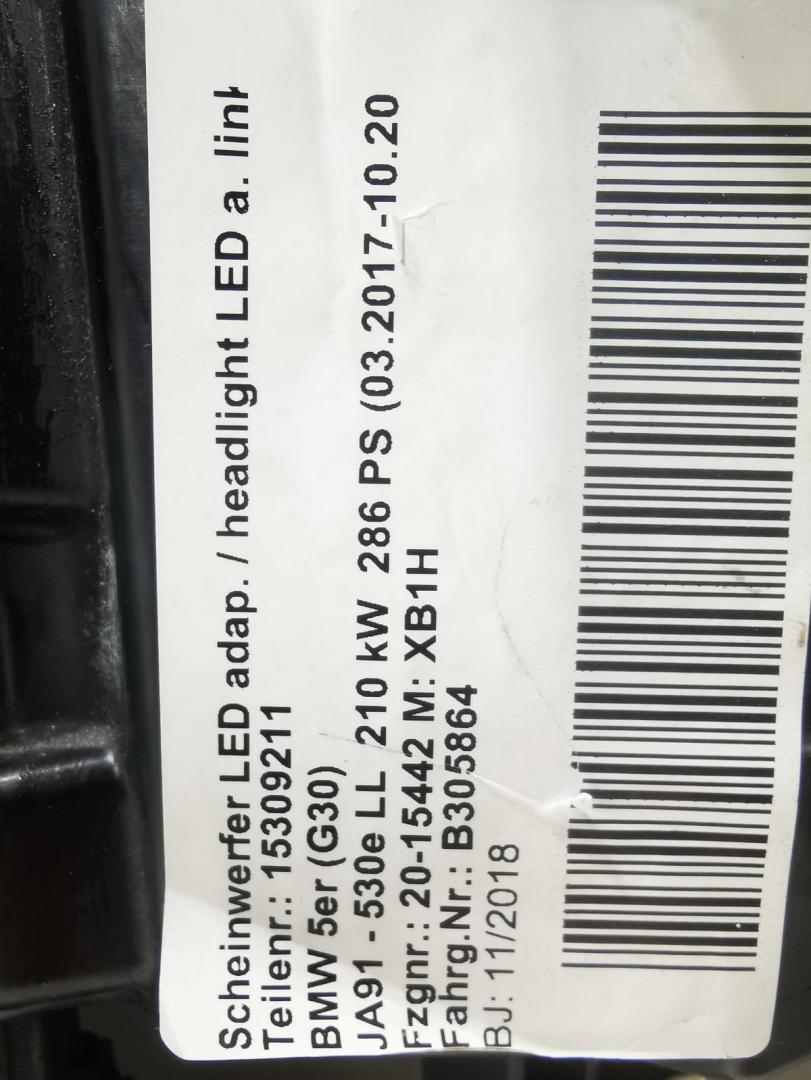 Scheinwerfer LED adap. / headlight LED a.
Teilenr.: 15309211
BMW 5er (G30)
JA91 - 530e LL 210 kW 286 PS (03.2017-10.20
Fzgnr.: 20-15442 M: XB1H
Fahrg.Nr.: B305864
BJ: 11/2018